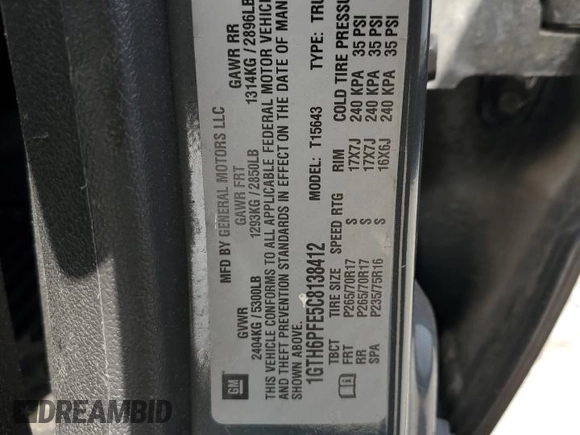 MFD BY GENERAL MOTORS LLC
GVWR GAWR FRT GAWR RR
2404KG / 5300LB 1293KG / 2850LB 1314KG / 2896LB
THIS VEHICLE CONFORMS TO ALL APPLICABLE FEDERAL MOTOR VEHIC
AND THEFT PREVENTION STANDARDS IN EFFECT ON THE DATE OF MAN
SHOWN ABOVE.
1GTH6PFE5C8138412 MODEL: T15643 TYPE: TRU
TBCT TIRE SIZE SPEED RTG RIM COLD TIRE PRESSU
FRT P265/70R17 S 17X7J 240 KPA 35 PSI
RR P265/70R17 S 17X7J 240 KPA 35 PSI
SPA P235/75R16 S 16X6J 240 KPA 35 PSI
GM
DREAMBID